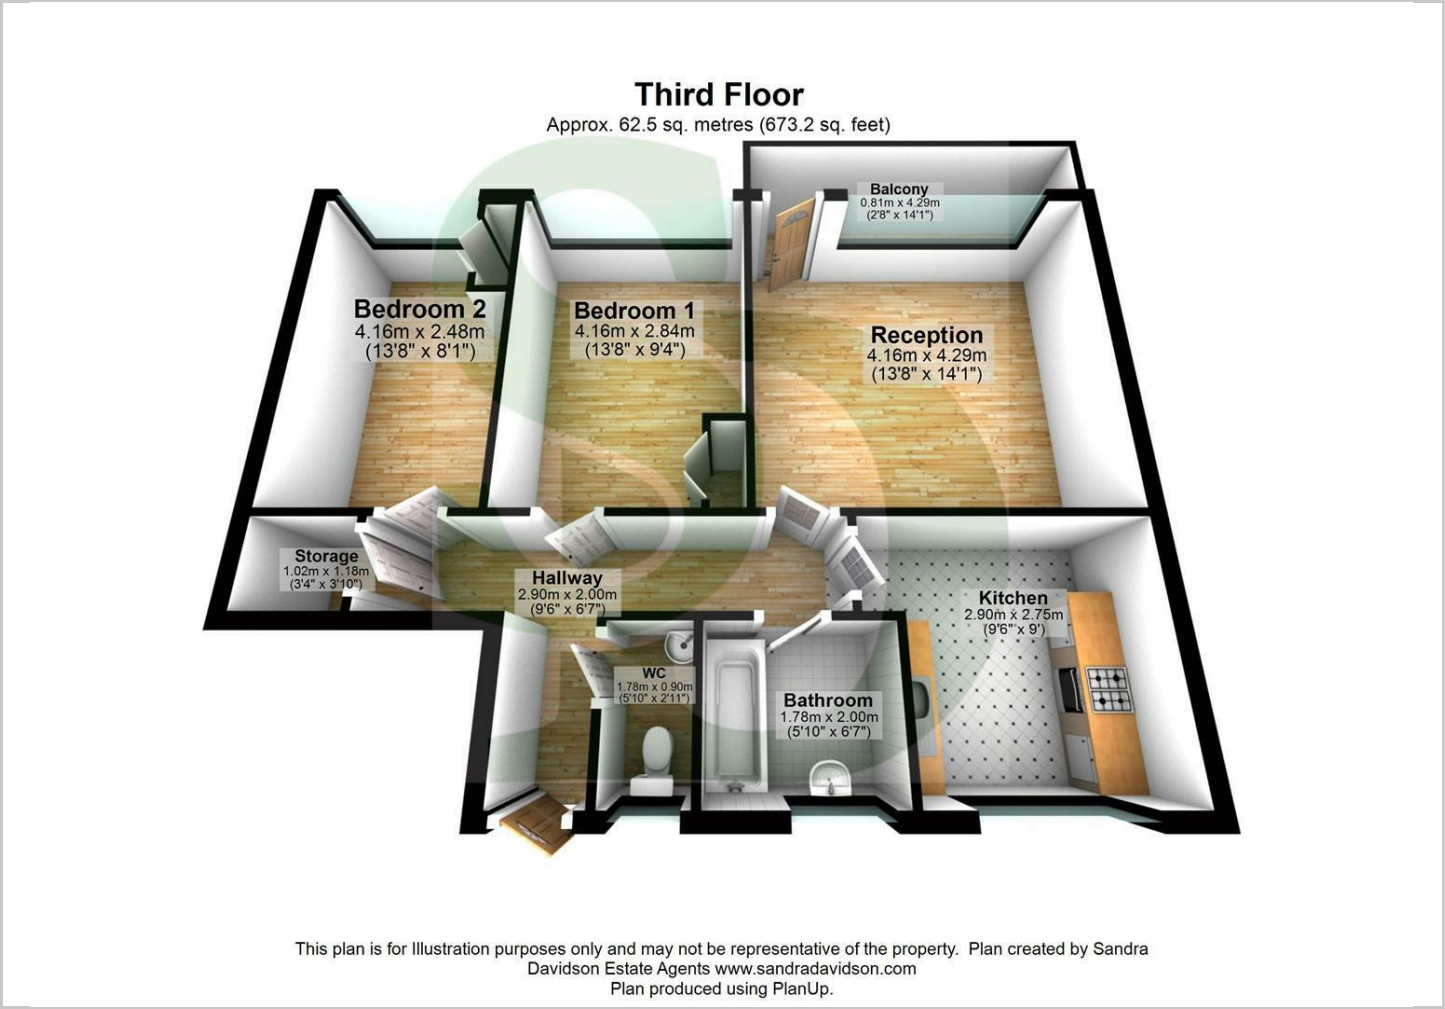 Third Floor
Approx. 62.5 sq. metres (673.2 sq. feet)
Balcony
0.81m x 4.29m
(2'8" x 14'1")
Bedroom 2
4.16m x 2.48m
(13'8" x 8'1")
Bedroom 1
4.16m x 2.84m
(13'8" x 9'4")
Reception
4.16m x 4.29m
(13'8" x 14'1")
Storage
1.02m x 1.18m
(3'4" x 3'10")
Hallway
2.90m x 2.00m
(9'6" x 6'7")
Kitchen
2.90m x 2.75m
(9'6" x 9')
WC
1.78m x 0.90m
(5'10" x 2'11")
Bathroom
1.78m x 2.00m
(5'10" x 6'7")
This plan is for Illustration purposes only and may not be representative of the property. Plan created by Sandra
Davidson Estate Agents www.sandradavidson.com
Plan produced using PlanUp.